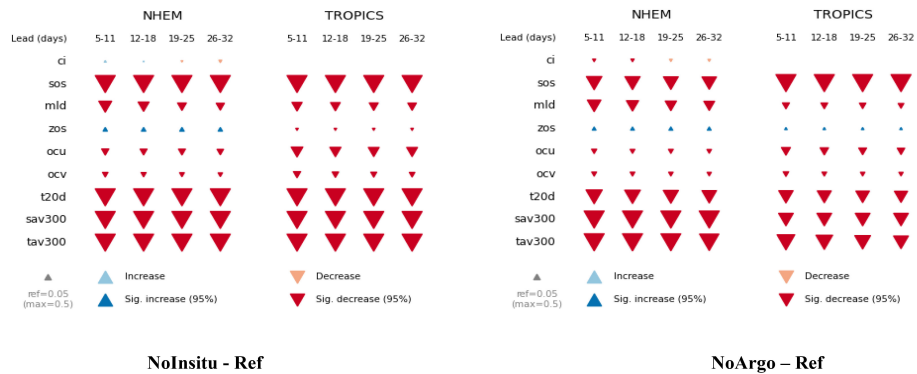 NHEM TROPICS
Lead (days) 5-11 12-18 19-25 26-32 5-11 12-18 19-25 26-32
ci
sos
mld
zos
ocu
ocv
t20d
sav300
tav300
ref=0.05
(max=0.5)
Increase Decrease
Sig. increase (95%) Sig. decrease (95%)
NoInsitu - Ref
NHEM TROPICS
Lead (days) 5-11 12-18 19-25 26-32 5-11 12-18 19-25 26-32
ci
sos
mld
zos
ocu
ocv
t20d
sav300
tav300
ref=0.05
(max=0.5)
Increase Decrease
Sig. increase (95%) Sig. decrease (95%)
NoArgo – Ref